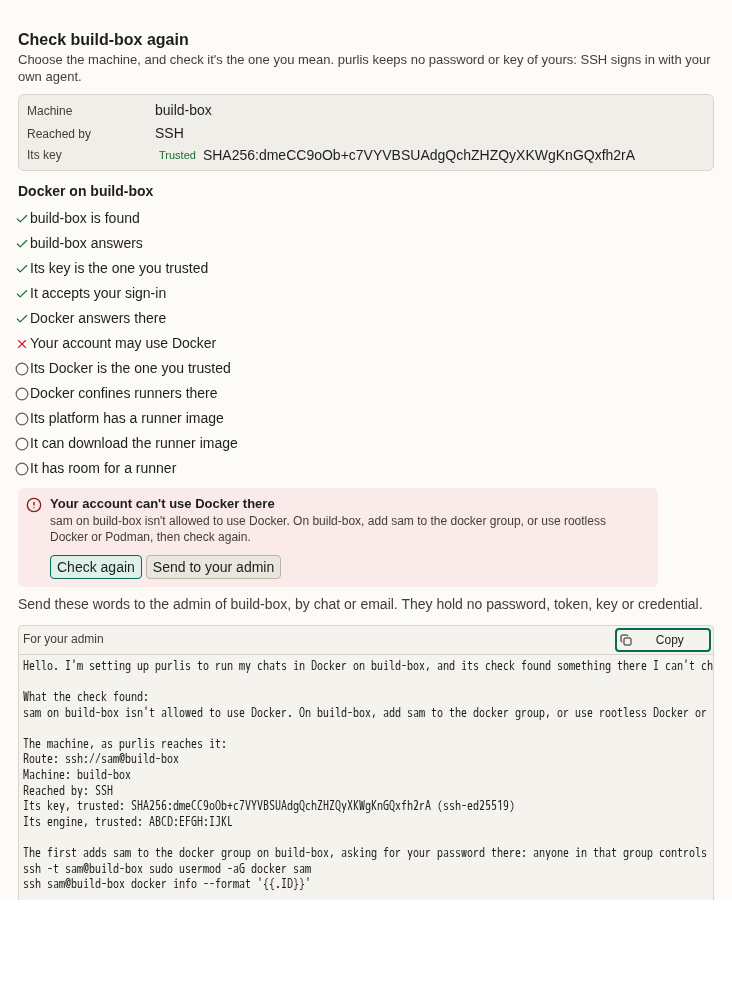 Check build-box again
Choose the machine, and check it's the one you mean. purlis keeps no password or key of yours: SSH signs in with your
own agent.
Machine build-box
Reached by SSH
Its key Trusted SHA256:dmeCC9oOb+c7VYVBSUAdgQchZHZQyXKWgKnGQxfh2rA
Docker on build-box
build-box is found
build-box answers
Its key is the one you trusted
It accepts your sign-in
Docker answers there
Your account may use Docker
Its Docker is the one you trusted
Docker confines runners there
Its platform has a runner image
It can download the runner image
It has room for a runner
Your account can't use Docker there
sam on build-box isn't allowed to use Docker. On build-box, add sam to the docker group, or use rootless
Docker or Podman, then check again.
Check again Send to your admin
Send these words to the admin of build-box, by chat or email. They hold no password, token, key or credential.
For your admin Copy
Hello. I'm setting up purlis to run my chats in Docker on build-box, and its check found something there I can't ch
What the check found:
sam on build-box isn't allowed to use Docker. On build-box, add sam to the docker group, or use rootless Docker or
The machine, as purlis reaches it:
Route: ssh://sam@build-box
Machine: build-box
Reached by: SSH
Its key, trusted: SHA256:dmeCC9oOb+c7VYVBSUAdgQchZHZQyXKWgKnGQxfh2rA (ssh-ed25519)
Its engine, trusted: ABCD:EFGH:IJKL
The first adds sam to the docker group on build-box, asking for your password there: anyone in that group controls
ssh -t sam@build-box sudo usermod -aG docker sam
ssh sam@build-box docker info --format '{{.ID}}'